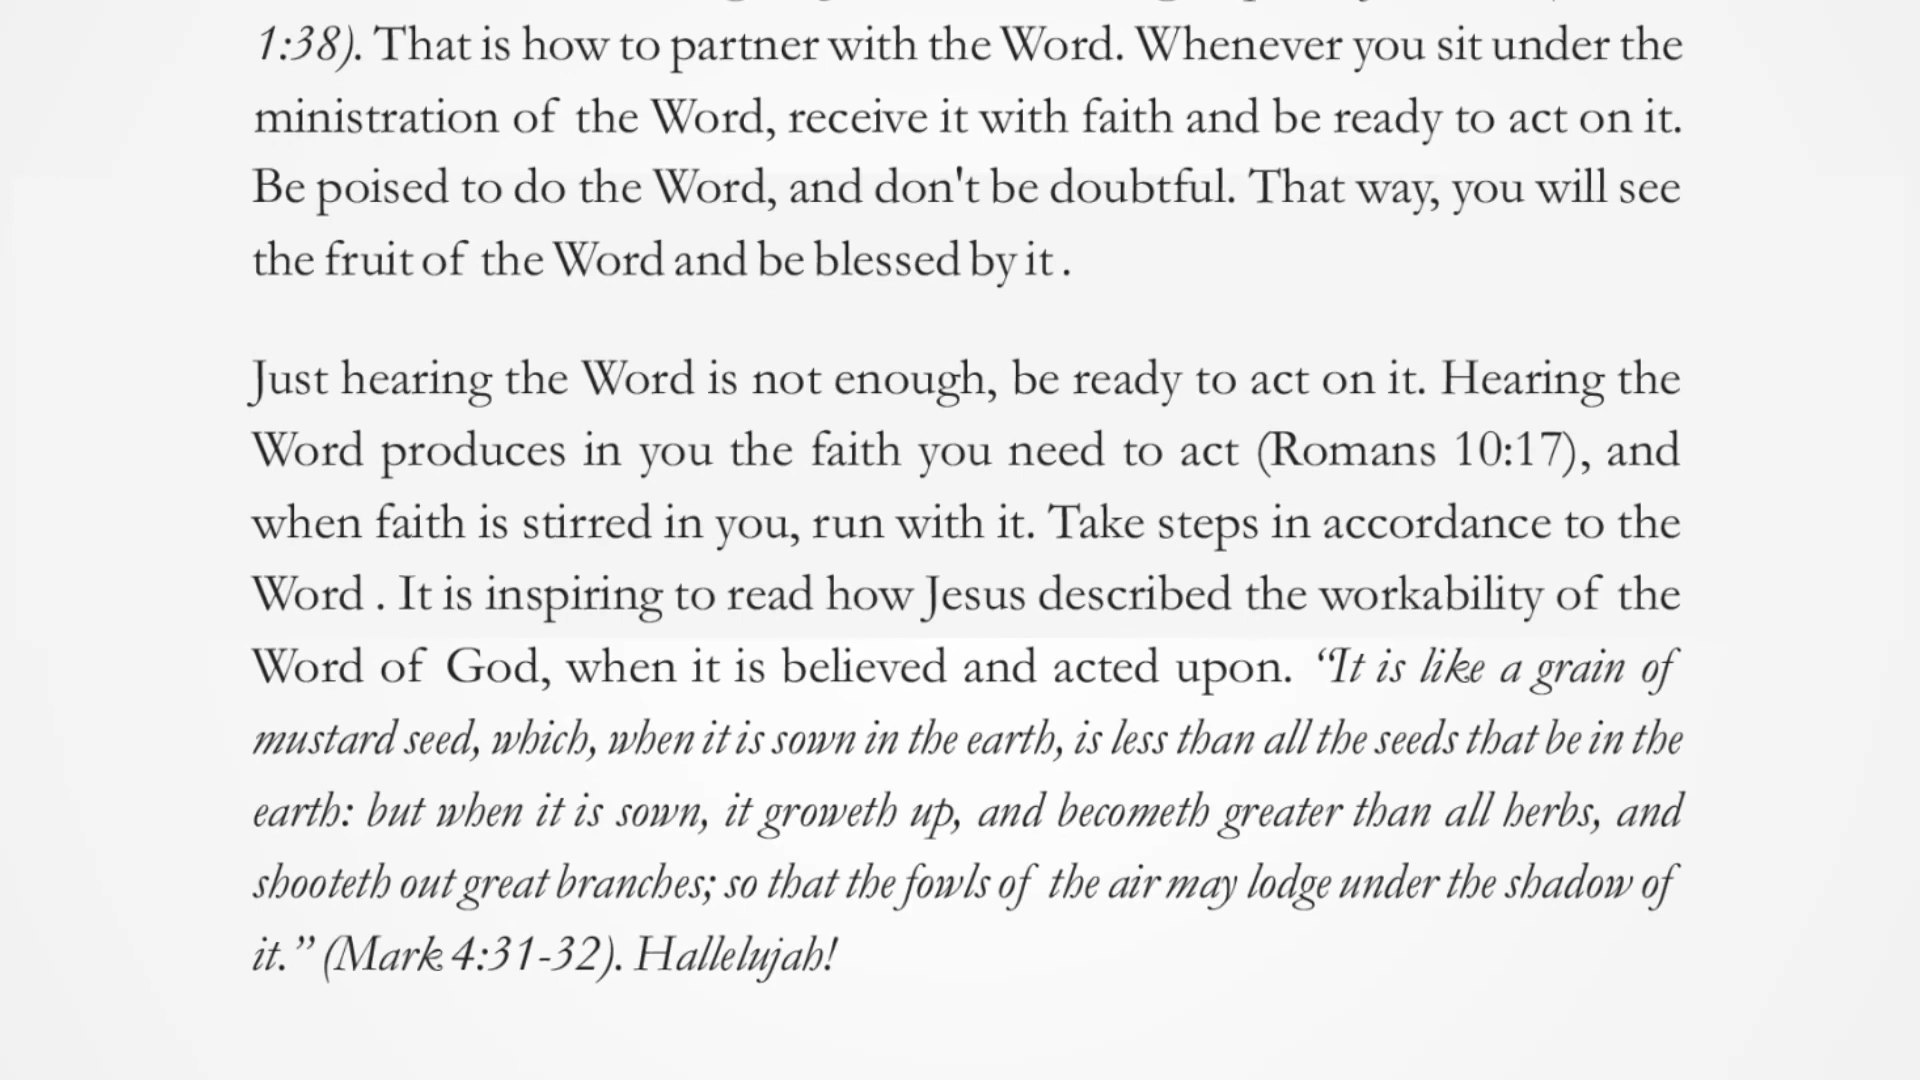 1:38). That is how to partner with the Word. Whenever you sit under the
ministration of the Word, receive it with faith and be ready to act on it.
Be poised to do the Word, and don't be doubtful. That way, you will see
the fruit of the Word and be blessed by it .
Just hearing the Word is not enough, be ready to act on it. Hearing the
Word produces in you the faith you need to act (Romans 10:17), and
when faith is stirred in you, run with it. Take steps in accordance to the
Word . It is inspiring to read how Jesus described the workability of the
Word of God, when it is believed and acted upon. “It is like a grain of
mustard seed, which, when it is sown in the earth, is less than all the seeds that be in the
earth: but when it is sown, it groweth up, and becometh greater than all herbs, and
shooteth out great branches; so that the fowls of the air may lodge under the shadow of
it.” (Mark 4:31-32). Hallelujah!